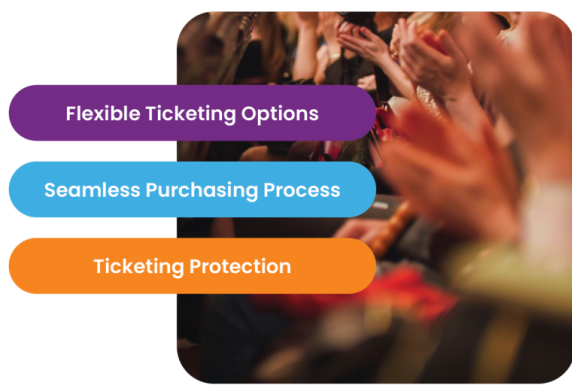 Flexible Ticketing Options
Seamless Purchasing Process
Ticketing Protection